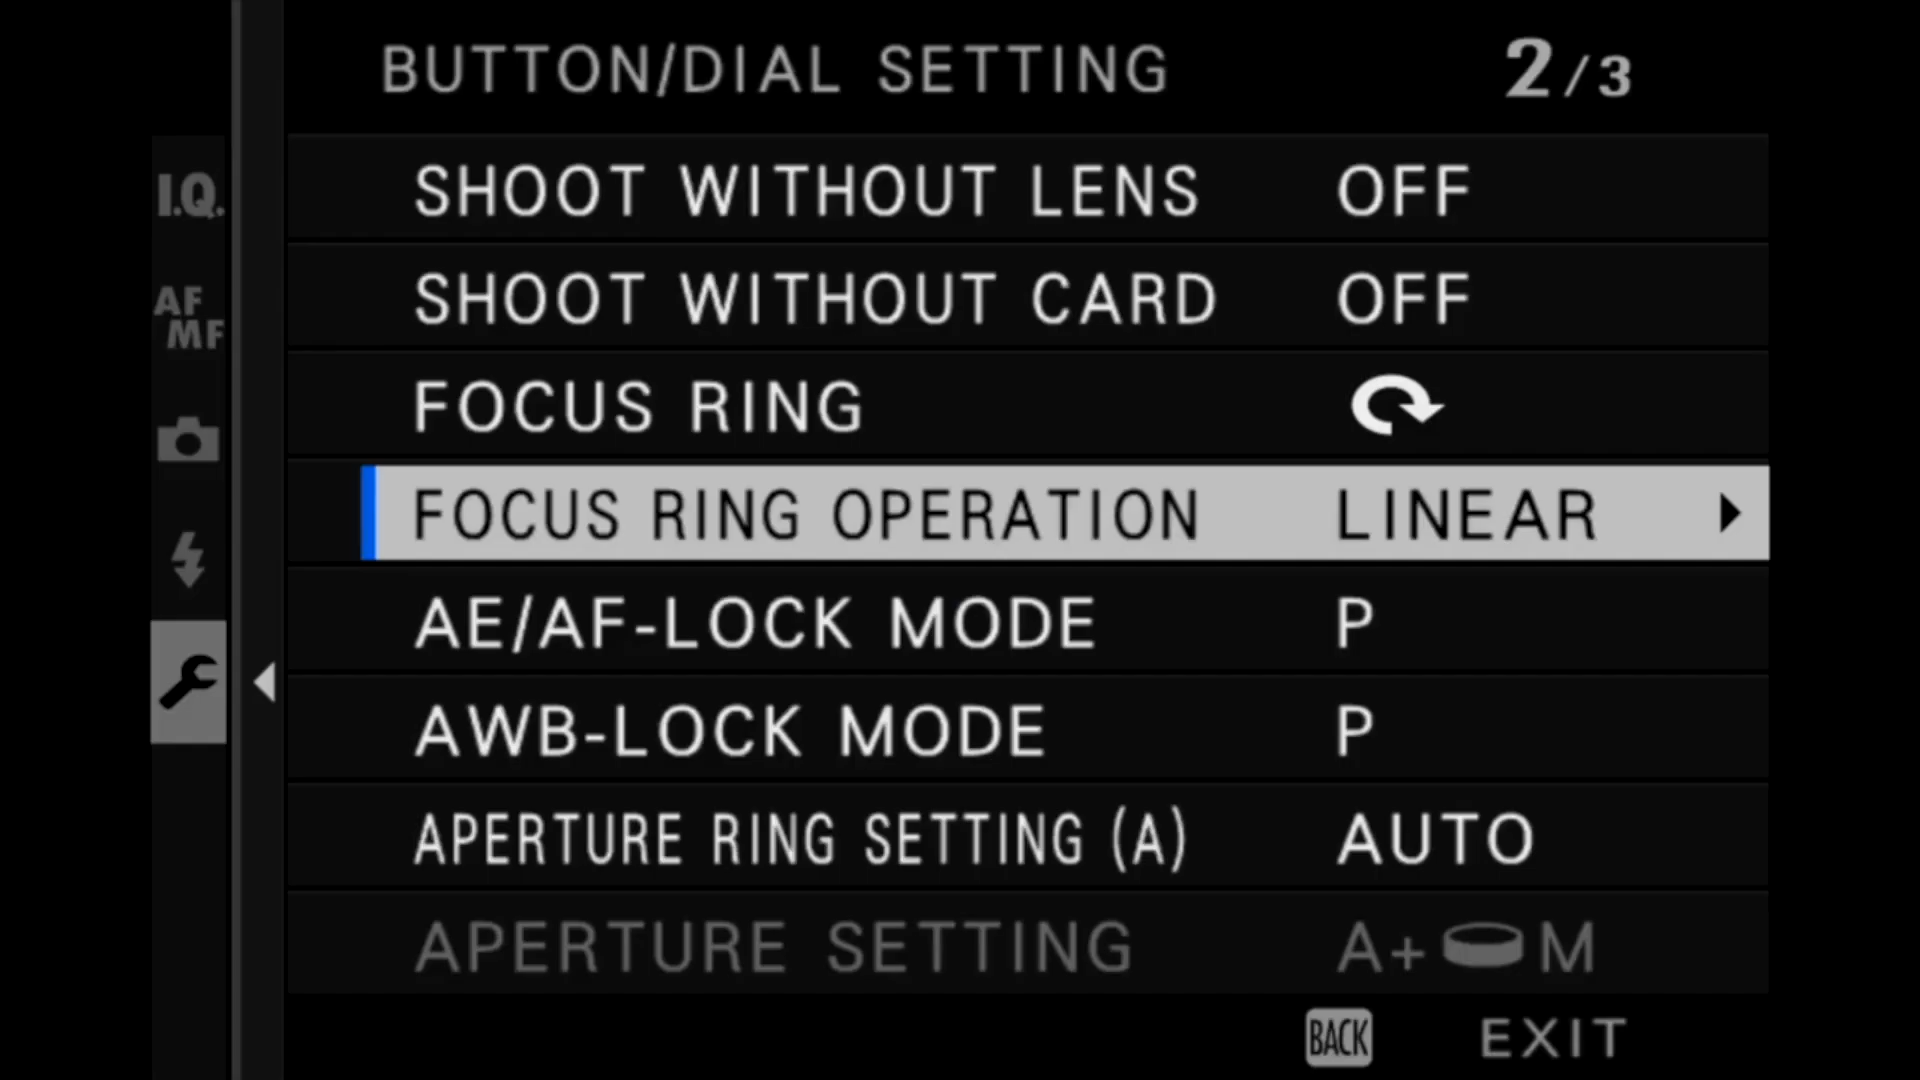 BUTTON/DIAL SETTING 2/3
I.Q.
SHOOT WITHOUT LENS OFF
SHOOT WITHOUT CARD OFF
AF
MF
FOCUS RING
FOCUS RING OPERATION LINEAR
AE/AF-LOCK MODE P
AWB-LOCK MODE P
APERTURE RING SETTING (A) AUTO
APERTURE SETTING A+ M
BACK EXIT